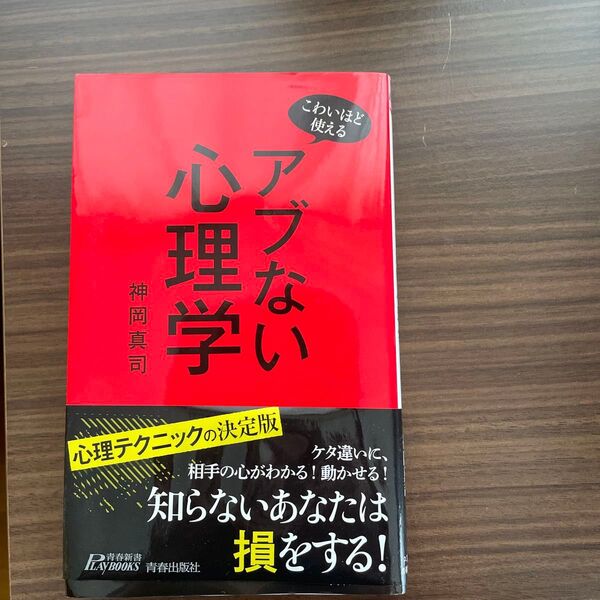 こわいほど
使える
アブない
心理学
神岡真司
心理テクニックの決定版
ケタ違いに、
相手の心がわかる！動かせる！
知らないあなたは
損をする！
青春新書
PLAYBOOKS
青春出版社